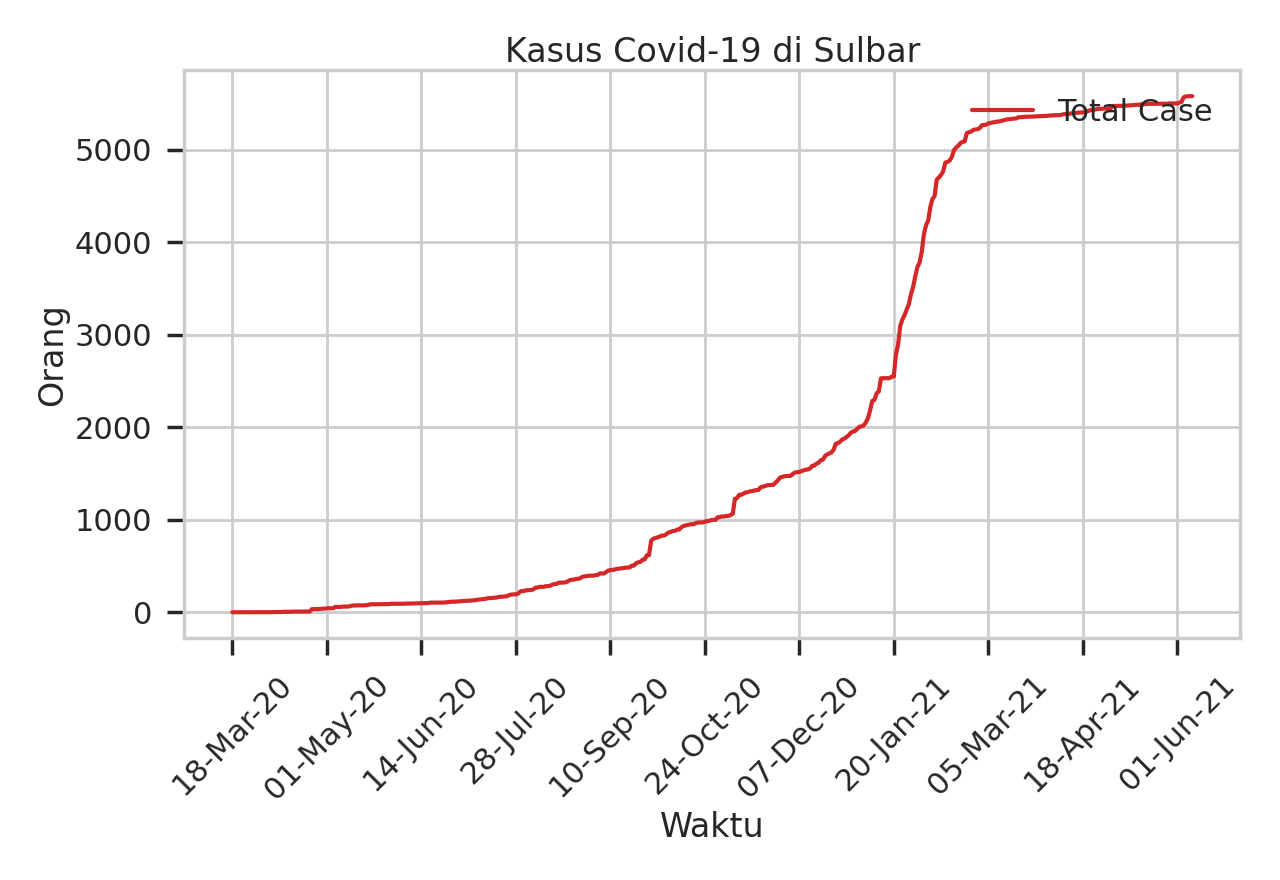 Kasus Covid-19 di Sulbar
Total Case
Orang
5000
4000
3000
2000
1000
0
18-Mar-20
01-May-20
14-Jun-20
28-Jul-20
10-Sep-20
24-Oct-20
07-Dec-20
20-Jan-21
05-Mar-21
18-Apr-21
01-Jun-21
Waktu